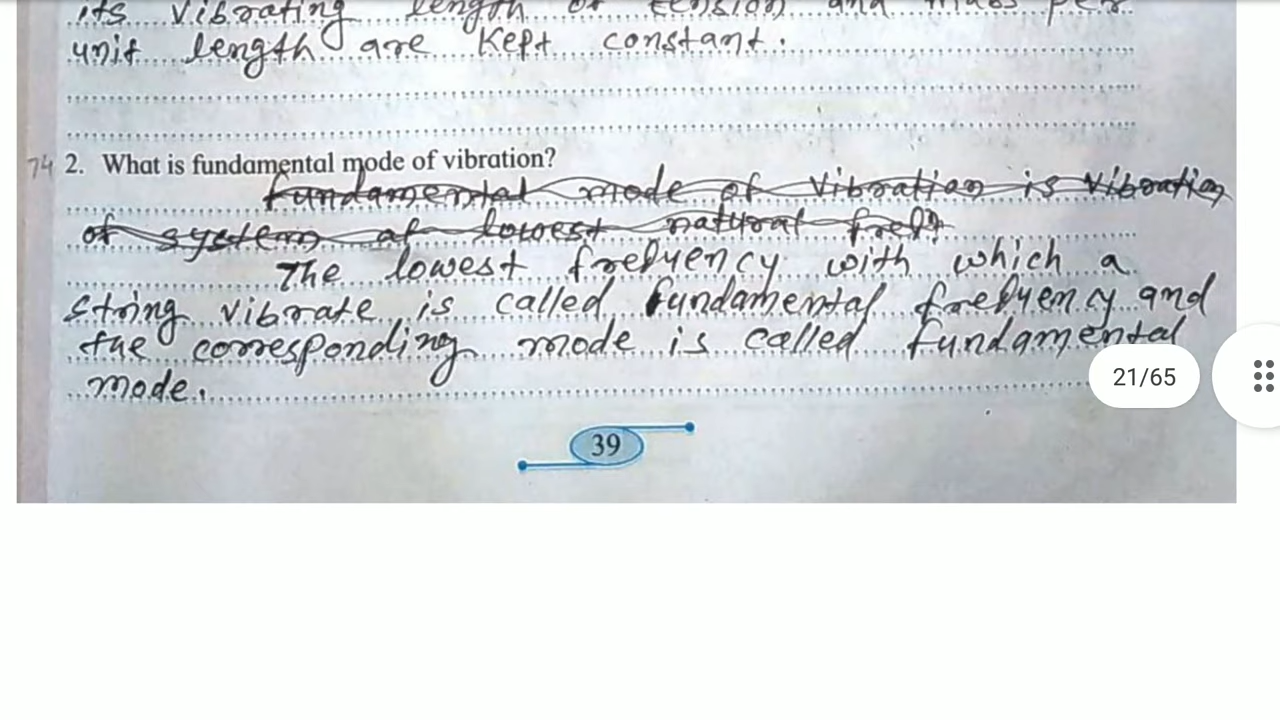 its vibrating length or tension and mass per
unit length are kept constant.
74 2. What is fundamental mode of vibration?
fundamental mode of vibration is vibration
of system at lowest natural
The lowest frequency with which a
string vibrate is called fundamental frequency and
the corresponding mode is called fundamental
mode.
21/65
39